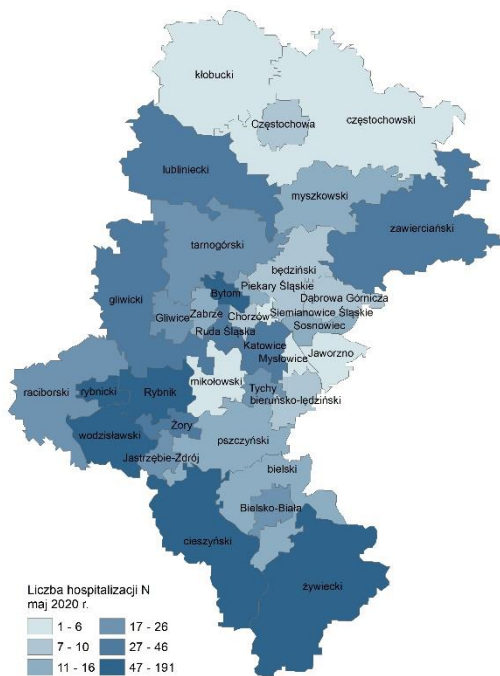 kłobucki
częstochowski
Częstochowa
lubliniecki
myszkowski
zawierciański
tarnogórski
będziński
gliwicki
Bytom
Piekary Śląskie
Dąbrowa Górnicza
Gliwice
Zabrze
Chorzów
Siemianowice Śląskie
Sosnowiec
Ruda Śląska
Katowice
Mysłowice
Jaworzno
raciborski
rybnicki
Rybnik
mikołowski
Tychy
bieruńsko-lędziński
wodzisławski
Żory
pszczyński
Jastrzębie-Zdrój
bielski
Bielsko-Biała
cieszyński
żywiecki
Liczba hospitalizacji N
maj 2020 r.
1 - 6 17 - 26
7 - 10 27 - 46
11 - 16 47 - 191